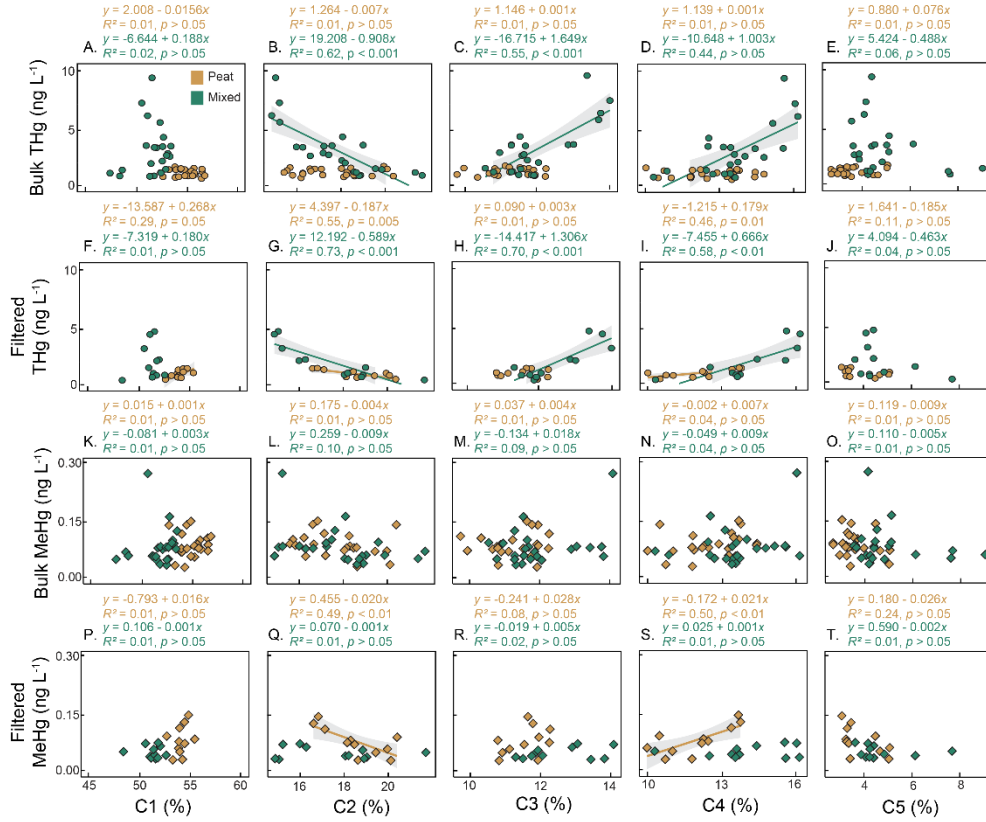 y = 2.008 - 0.0156x
R² = 0.01, p > 0.05
y = -6.644 + 0.188x
A. R² = 0.02, p > 0.05
y = 1.264 - 0.007x
R² = 0.01, p > 0.05
y = 19.208 - 0.908x
B. R² = 0.62, p < 0.001
y = 1.146 + 0.001x
R² = 0.01, p > 0.05
y = -16.715 + 1.649x
C. R² = 0.55, p < 0.001
y = 1.139 + 0.001x
R² = 0.01, p > 0.05
y = -10.648 + 1.003x
D. R² = 0.44, p > 0.05
y = 0.880 + 0.076x
R² = 0.01, p > 0.05
y = 5.424 - 0.488x
E. R² = 0.06, p > 0.05
Bulk THg (ng L⁻¹)
10
5
0
Peat
Mixed
y = -13.587 + 0.268x
R² = 0.29, p = 0.05
y = -7.319 + 0.180x
F. R² = 0.01, p > 0.05
y = 4.397 - 0.187x
R² = 0.55, p = 0.005
y = 12.192 - 0.589x
G. R² = 0.73, p < 0.001
y = 0.090 + 0.003x
R² = 0.01, p > 0.05
y = -14.417 + 1.306x
H. R² = 0.70, p < 0.001
y = -1.215 + 0.179x
R² = 0.46, p = 0.01
y = -7.455 + 0.666x
I. R² = 0.58, p < 0.01
y = 1.641 - 0.185x
R² = 0.11, p > 0.05
y = 4.094 - 0.463x
J. R² = 0.04, p > 0.05
Filtered
THg (ng L⁻¹)
10
5
0
y = 0.015 + 0.001x
R² = 0.01, p > 0.05
y = -0.081 + 0.003x
K. R² = 0.01, p > 0.05
y = 0.175 - 0.004x
R² = 0.01, p > 0.05
y = 0.259 - 0.009x
L. R² = 0.10, p > 0.05
y = 0.037 + 0.004x
R² = 0.01, p > 0.05
y = -0.134 + 0.018x
M. R² = 0.09, p > 0.05
y = -0.002 + 0.007x
R² = 0.04, p > 0.05
y = -0.049 + 0.009x
N. R² = 0.04, p > 0.05
y = 0.119 - 0.009x
R² = 0.01, p > 0.05
y = 0.110 - 0.005x
O. R² = 0.01, p > 0.05
Bulk MeHg (ng L⁻¹)
0.30
0.15
0.00
y = -0.793 + 0.016x
R² = 0.01, p > 0.05
y = 0.106 - 0.001x
P. R² = 0.01, p > 0.05
y = 0.455 - 0.020x
R² = 0.49, p < 0.01
y = 0.070 - 0.001x
Q. R² = 0.01, p > 0.05
y = -0.241 + 0.028x
R² = 0.08, p > 0.05
y = -0.019 + 0.005x
R. R² = 0.02, p > 0.05
y = -0.172 + 0.021x
R² = 0.50, p < 0.01
y = 0.025 + 0.001x
S. R² = 0.01, p > 0.05
y = 0.180 - 0.026x
R² = 0.24, p > 0.05
y = 0.590 - 0.002x
T. R² = 0.01, p > 0.05
Filtered
MeHg (ng L⁻¹)
0.30
0.15
0.00
50 55 60
C1 (%)
16 18 20
C2 (%)
10 12 14
C3 (%)
10 12 14 16
C4 (%)
4 6 8
C5 (%)